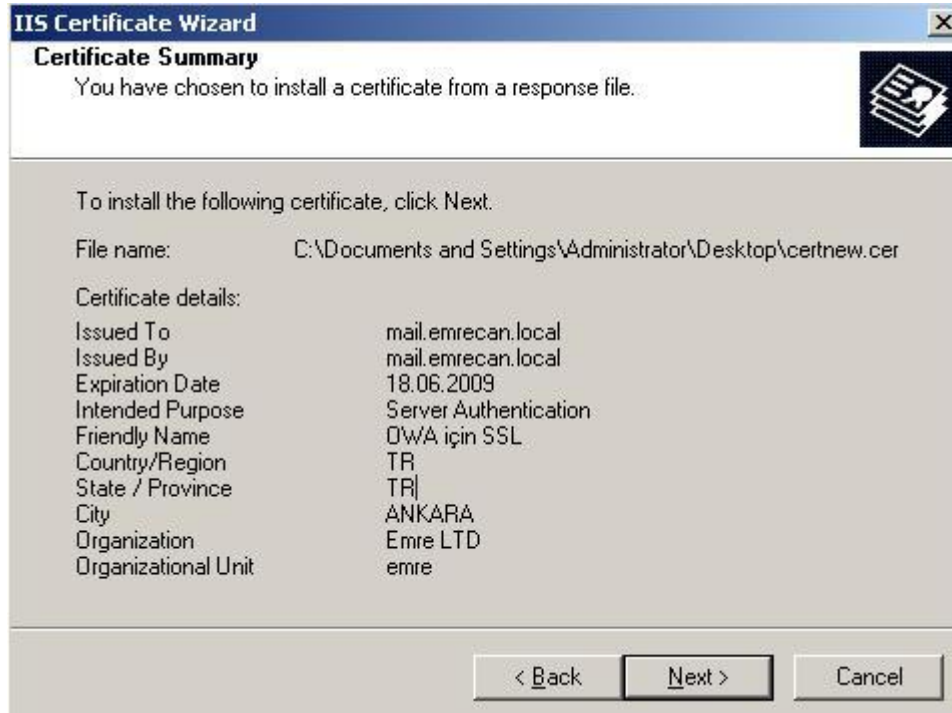 IIS Certificate Wizard
Certificate Summary
You have chosen to install a certificate from a response file.
To install the following certificate, click Next.
File name: C:\Documents and Settings\Administrator\Desktop\certnew.cer
Certificate details:
Issued To mail.emrecan.local
Issued By mail.emrecan.local
Expiration Date 18.06.2009
Intended Purpose Server Authentication
Friendly Name OWA için SSL
Country/Region TR
State / Province TR
City ANKARA
Organization Emre LTD
Organizational Unit emre
< Back Next > Cancel